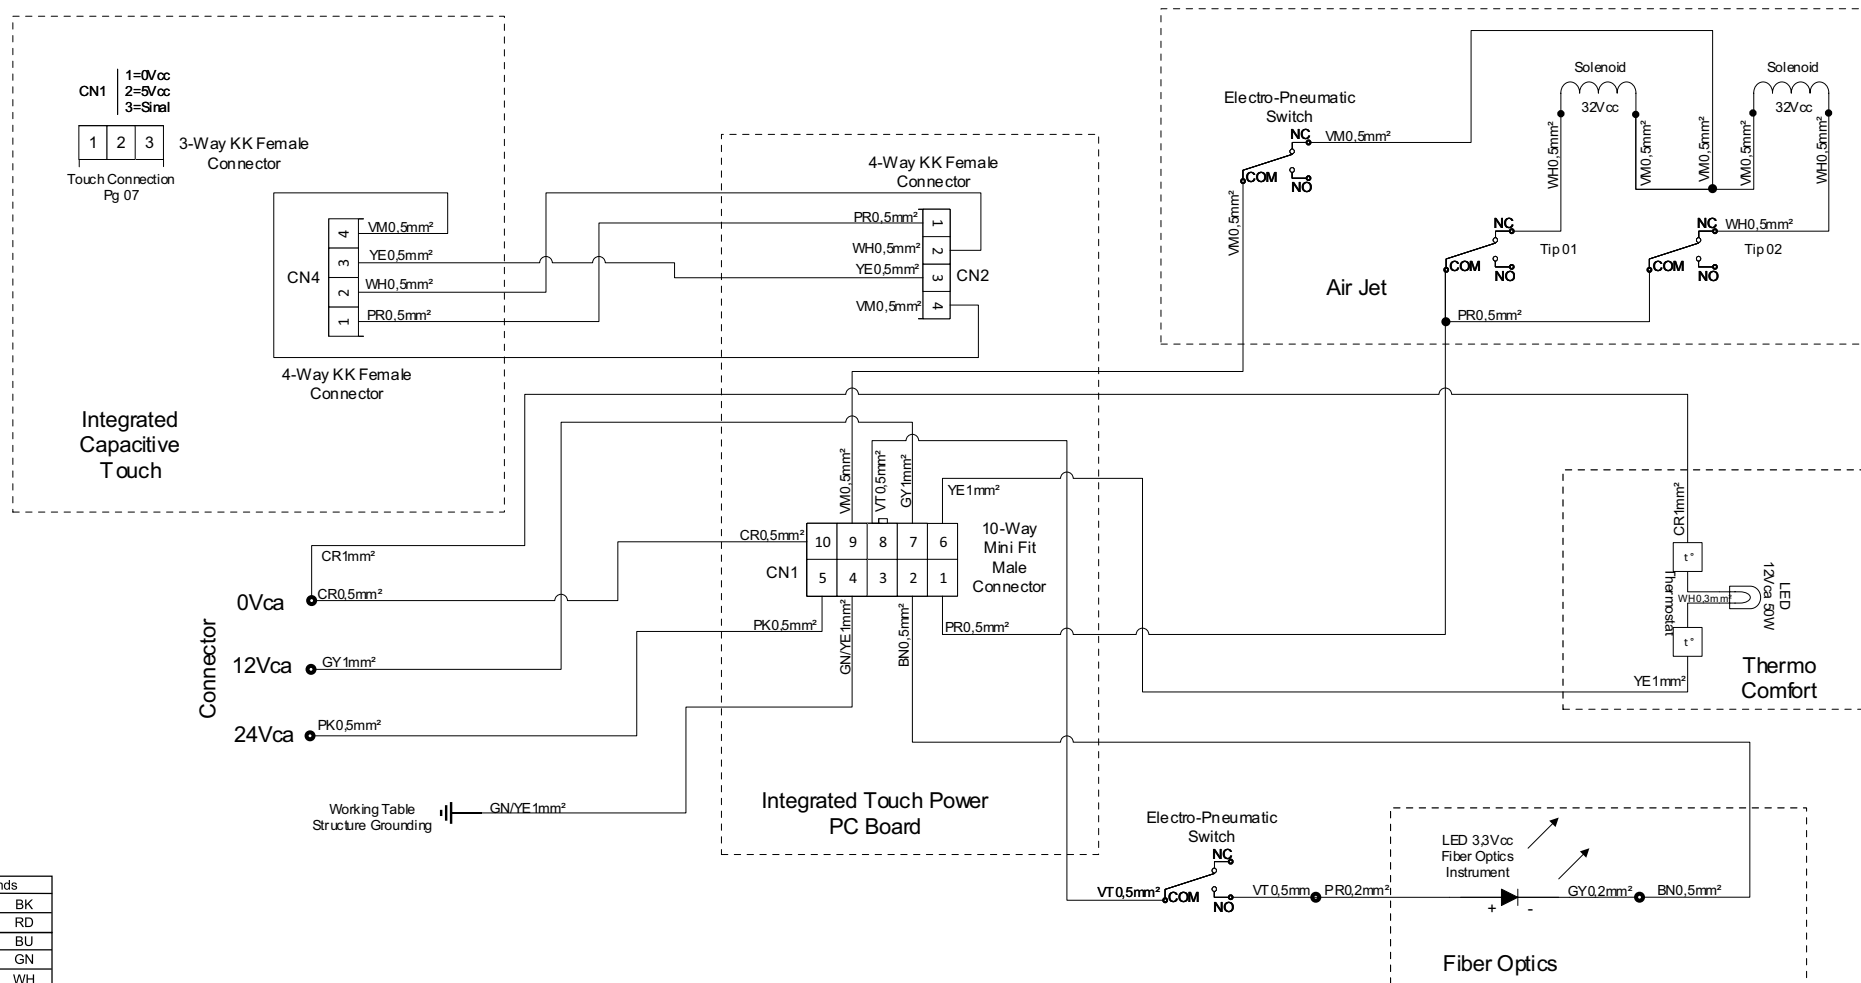 CN1
1=0Vcc
2=5Vcc
3=Sinal
1 2 3
3-Way KK Female
Connector
Touch Connection
Pg 07
4
3
2
1
CN4
VM0,5mm²
YE0,5mm²
WH0,5mm²
PR0,5mm²
4-Way KK Female
Connector
Integrated
Capacitive
Touch
4-Way KK Female
Connector
PR0,5mm²
WH0,5mm²
YE0,5mm²
VM0,5mm²
1
2
3
4
CN2
Electro-Pneumatic
Switch
NC
VM0,5mm²
COM
NO
VM0,5mm²
Solenoid
32Vcc
Solenoid
32Vcc
WH0,5mm²
VM0,5mm²
VM0,5mm²
VM0,5mm²
WH0,5mm²
NC
COM
NO
Tip 01
NC
WH0,5mm²
COM
NO
Tip 02
Air Jet
PR0,5mm²
VM0,5mm²
VT0,5mm²
GY1mm²
YE1mm²
CR0,5mm²
10 9 8 7 6
5 4 3 2 1
CN1
10-Way
Mini Fit
Male
Connector
PK0,5mm²
GN/YE1mm²
BN0,5mm²
PR0,5mm²
CR1mm²
0Vca
CR0,5mm²
12Vca
GY1mm²
24Vca
PK0,5mm²
Connector
Working Table
Structure Grounding
GN/YE1mm²
Integrated Touch Power
PC Board
CR1mm²
t°
Thermostat
WH0,3mm²
LED
12Vca 50W
t°
YE1mm²
Thermo
Comfort
Electro-Pneumatic
Switch
NC
VT0,5mm²
COM
NO
VT0,5mm
PR0,2mm²
LED 3,3Vcc
Fiber Optics
Instrument
+
-
GY0,2mm²
BN0,5mm²
Fiber Optics
nds
BK
RD
BU
GN
WH